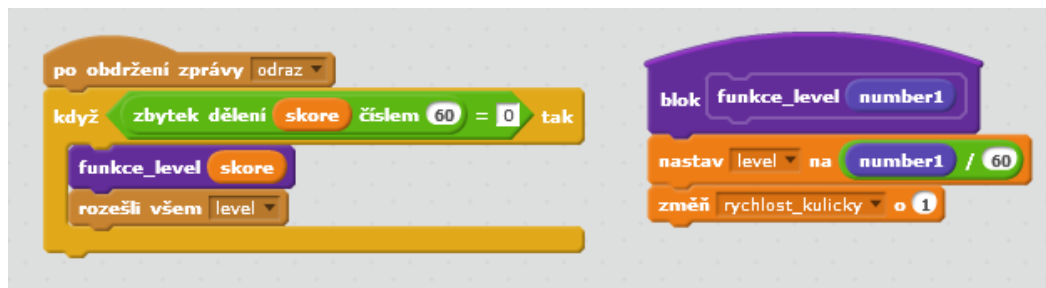 po obdržení zprávy odraz
když zbytek dělení skore číslem 60 = 0 tak
funkce_level skore
rozešli všem level
blok funkce_level number1
nastav level na number1 / 60
změň rychlost_kulicky o 1